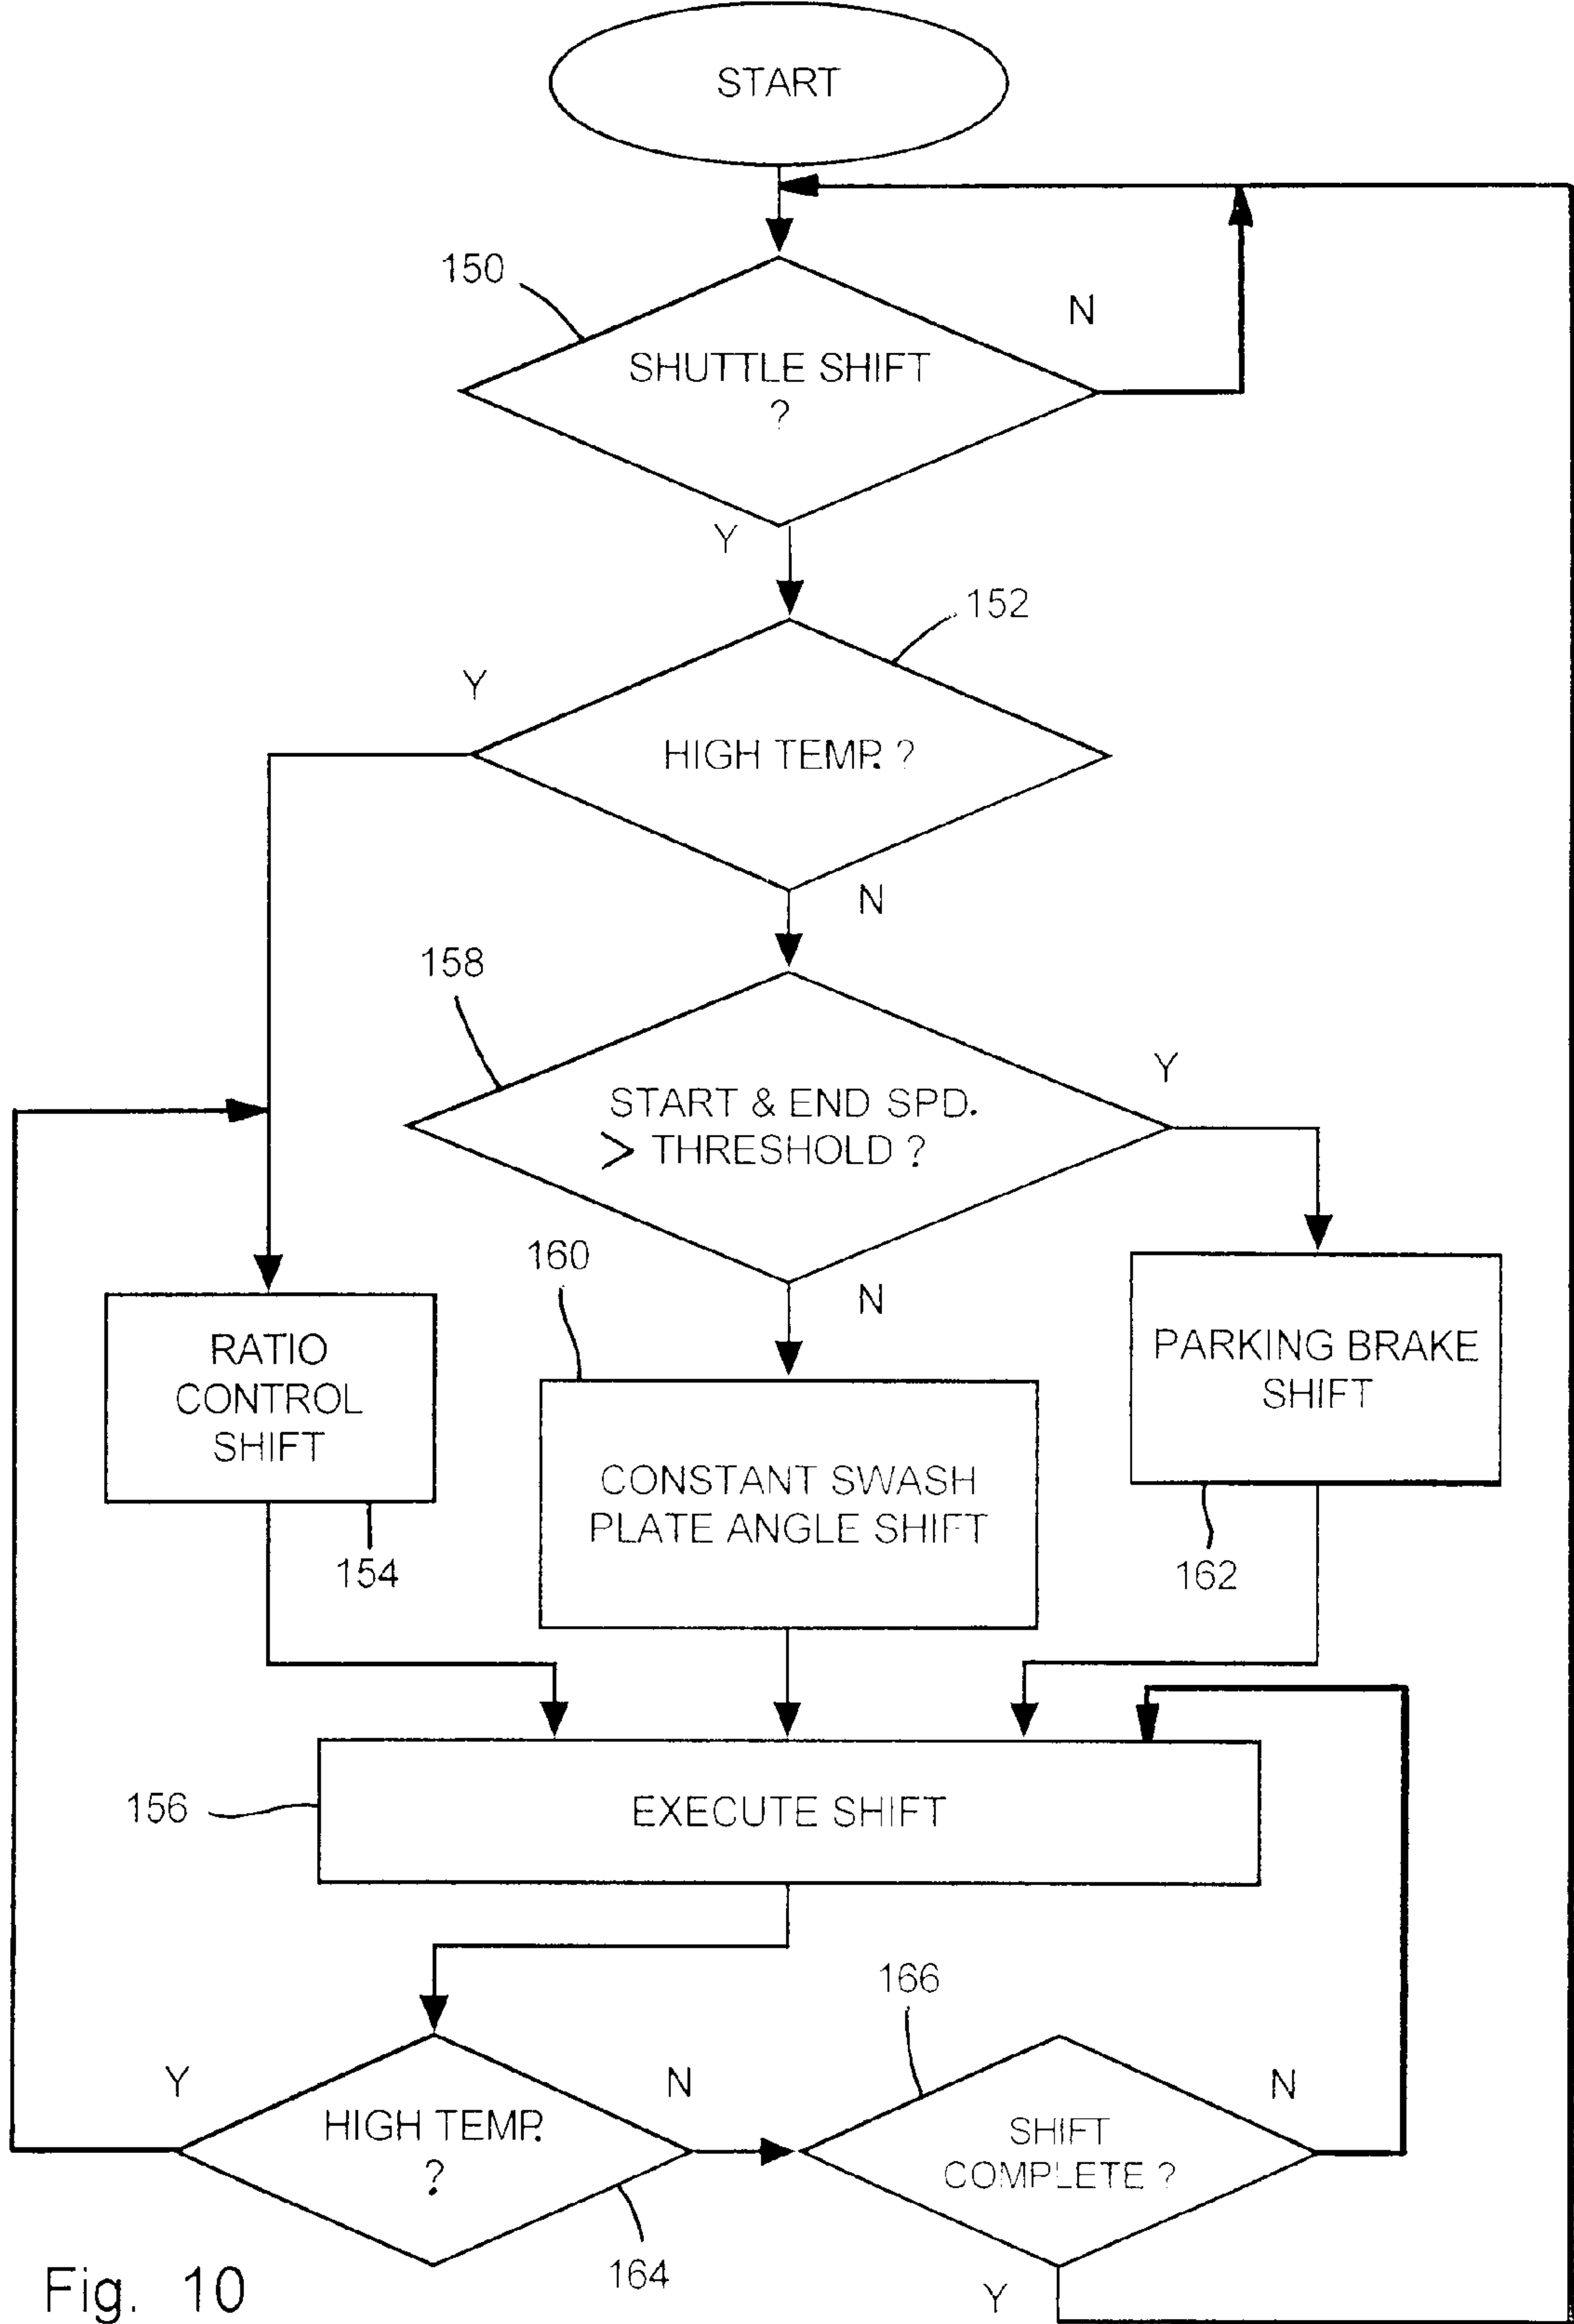 START
150
N
SHUTTLE SHIFT
?
Y
152
Y
HIGH TEMP. ?
N
158
Y
START & END SPD.
> THRESHOLD ?
160
N
RATIO
CONTROL
SHIFT
PARKING BRAKE
SHIFT
CONSTANT SWASH
PLATE ANGLE SHIFT
154
162
156
EXECUTE SHIFT
166
Y
N
N
HIGH TEMP.
?
SHIFT
COMPLETE ?
164
Y
Fig. 10